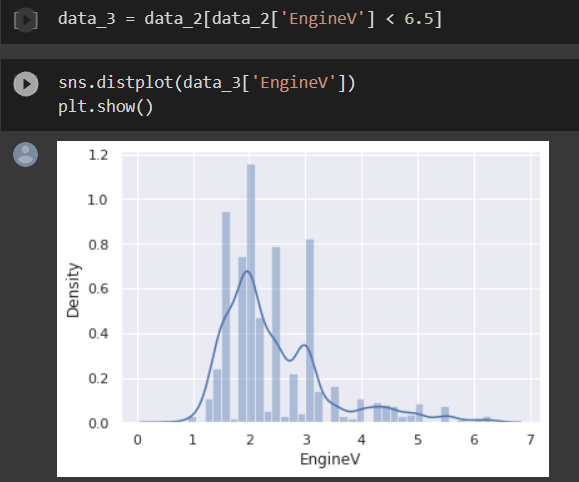 data_3 = data_2[data_2['EngineV'] < 6.5]
sns.distplot(data_3['EngineV'])
plt.show()
1.2
1.0
0.8
0.6
0.4
0.2
0.0
Density
0 1 2 3 4 5 6 7
EngineV